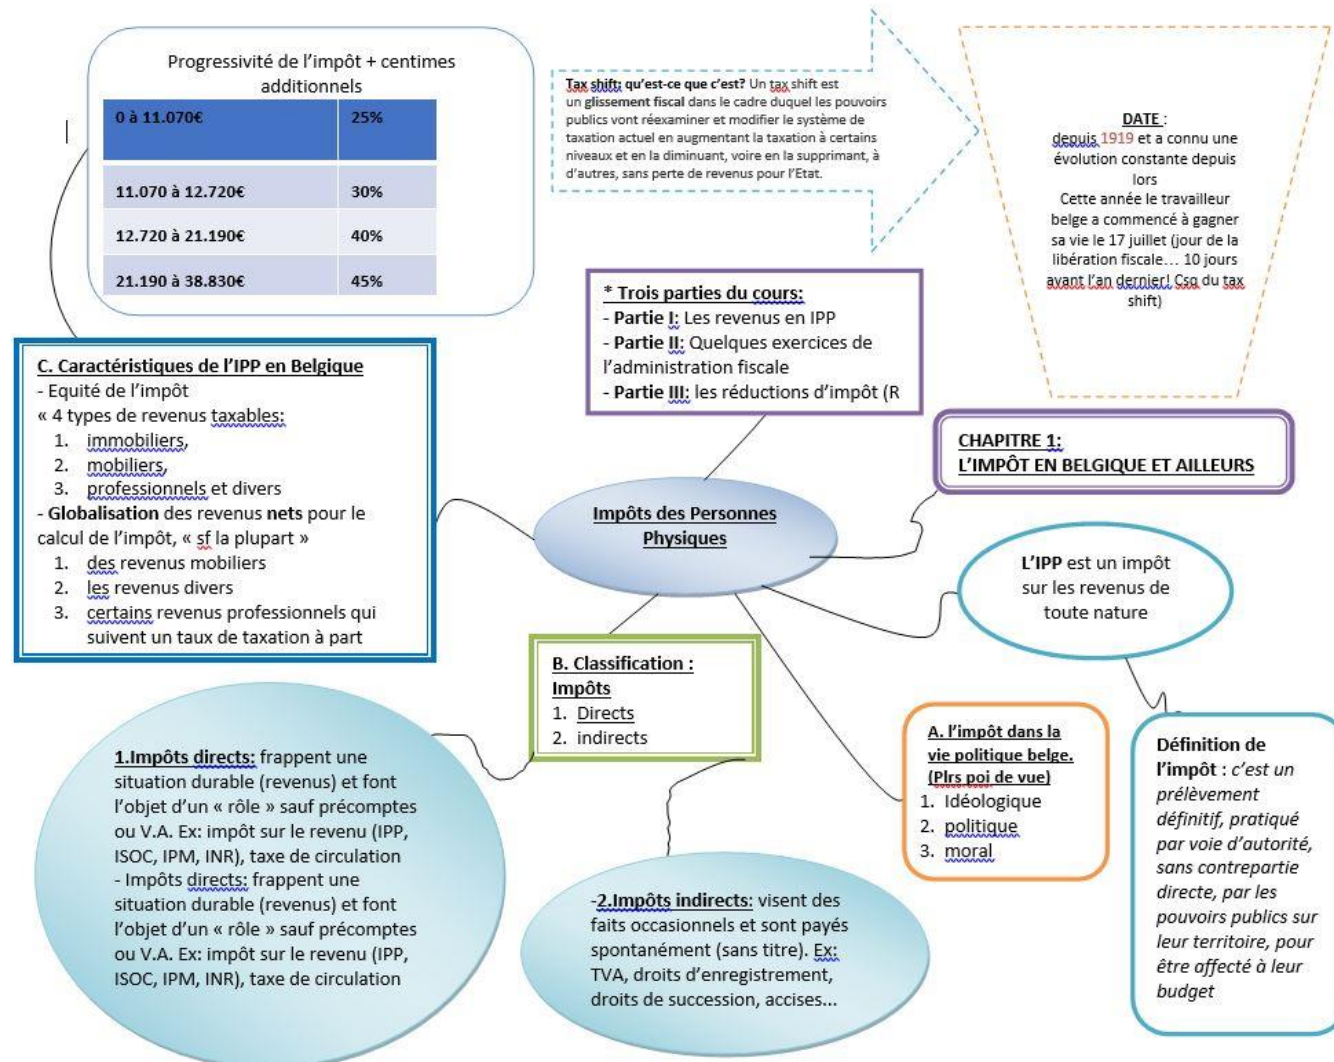 Progressivité de l'impôt + centimes
additionnels
0 à 11.070€ 25%
11.070 à 12.720€ 30%
12.720 à 21.190€ 40%
21.190 à 38.830€ 45%
Tax shift: qu'est-ce que c'est? Un tax shift est
un glissement fiscal dans le cadre duquel les pouvoirs
publics vont réexaminer et modifier le système de
taxation actuel en augmentant la taxation à certains
niveaux et en la diminuant, voire en la supprimant, à
d'autres, sans perte de revenus pour l'Etat.
DATE :
depuis 1919 et a connu une
évolution constante depuis
lors
Cette année le travailleur
belge a commencé à gagner
sa vie le 17 juillet (jour de la
libération fiscale… 10 jours
avant l'an dernier! Csq du tax
shift)
* Trois parties du cours:
- Partie I: Les revenus en IPP
- Partie II: Quelques exercices de
l'administration fiscale
- Partie III: les réductions d'impôt (R
C. Caractéristiques de l'IPP en Belgique
- Equité de l'impôt
« 4 types de revenus taxables:
1. immobiliers,
2. mobiliers,
3. professionnels et divers
- Globalisation des revenus nets pour le
calcul de l'impôt, « sf la plupart »
1. des revenus mobiliers
2. les revenus divers
3. certains revenus professionnels qui
suivent un taux de taxation à part
CHAPITRE 1:
L'IMPÔT EN BELGIQUE ET AILLEURS
Impôts des Personnes
Physiques
L'IPP est un impôt
sur les revenus de
toute nature
B. Classification :
Impôts
1. Directs
2. indirects
A. l'impôt dans la
vie politique belge.
(Plrs poi de vue)
1. Idéologique
2. politique
3. moral
Définition de
l'impôt : c'est un
prélèvement
définitif, pratiqué
par voie d'autorité,
sans contrepartie
directe, par les
pouvoirs publics sur
leur territoire, pour
être affecté à leur
budget
1.Impôts directs: frappent une
situation durable (revenus) et font
l'objet d'un « rôle » sauf précomptes
ou V.A. Ex: impôt sur le revenu (IPP,
ISOC, IPM, INR), taxe de circulation
- Impôts directs: frappent une
situation durable (revenus) et font
l'objet d'un « rôle » sauf précomptes
ou V.A. Ex: impôt sur le revenu (IPP,
ISOC, IPM, INR), taxe de circulation
-2.Impôts indirects: visent des
faits occasionnels et sont payés
spontanément (sans titre). Ex:
TVA, droits d'enregistrement,
droits de succession, accises...